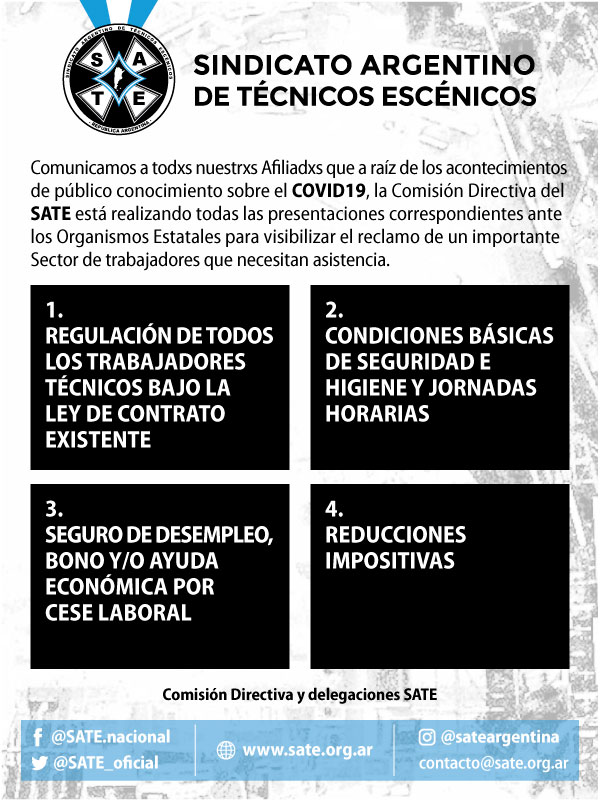 SINDICATO ARGENTINO DE TÉCNICOS ESCÉNICOS
S A
T E
REPÚBLICA ARGENTINA
SINDICATO ARGENTINO
DE TÉCNICOS ESCÉNICOS
Comunicamos a todxs nuestrxs Afiliadxs que a raíz de los acontecimientos
de público conocimiento sobre el COVID19, la Comisión Directiva del
SATE está realizando todas las presentaciones correspondientes ante
los Organismos Estatales para visibilizar el reclamo de un importante
Sector de trabajadores que necesitan asistencia.
1.
REGULACIÓN DE TODOS
LOS TRABAJADORES
TÉCNICOS BAJO LA
LEY DE CONTRATO
EXISTENTE
2.
CONDICIONES BÁSICAS
DE SEGURIDAD E
HIGIENE Y JORNADAS
HORARIAS
3.
SEGURO DE DESEMPLEO,
BONO Y/O AYUDA
ECONÓMICA POR
CESE LABORAL
4.
REDUCCIONES
IMPOSITIVAS
Comisión Directiva y delegaciones SATE
@SATE.nacional
@SATE_oficial
www.sate.org.ar
@sateargentina
contacto@sate.org.ar